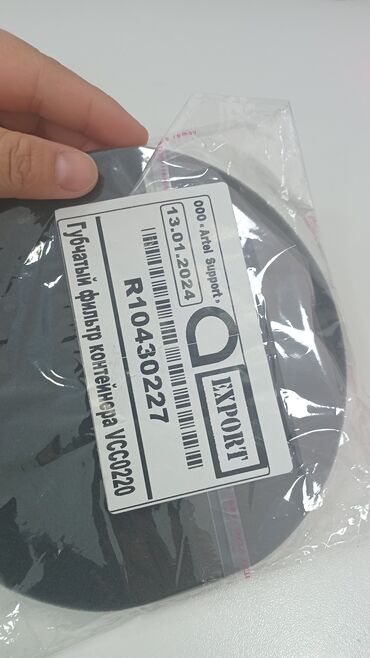 ООО « Artel Support »
13.01.2024
EXPORT
R10430227
Губчатый фильтр контейнера VCC0220